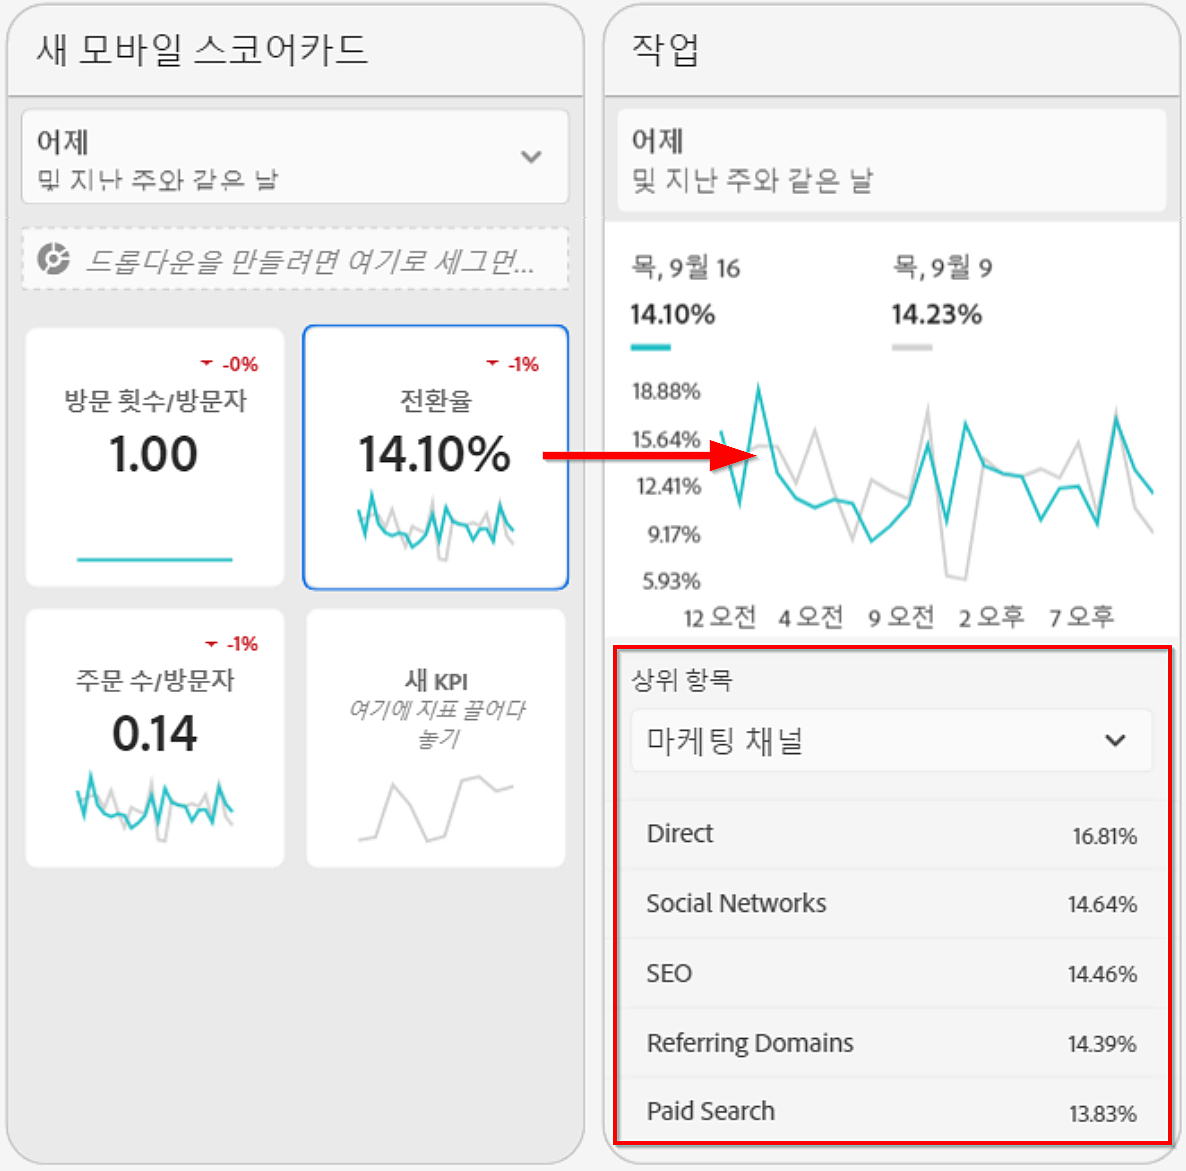 새 모바일 스코어카드
어제
및 지난 주와 같은 날
드롭다운을 만들려면 여기로 세그먼...
-0%
방문 횟수/방문자
1.00
-1%
전환율
14.10%
-1%
주문 수/방문자
0.14
새 KPI
여기에 지표 끌어다
놓기
작업
어제
및 지난 주와 같은 날
목, 9월 16
14.10%
목, 9월 9
14.23%
18.88%
15.64%
12.41%
9.17%
5.93%
12 오전 4 오전 9 오전 2 오후 7 오후
상위 항목
마케팅 채널
Direct 16.81%
Social Networks 14.64%
SEO 14.46%
Referring Domains 14.39%
Paid Search 13.83%